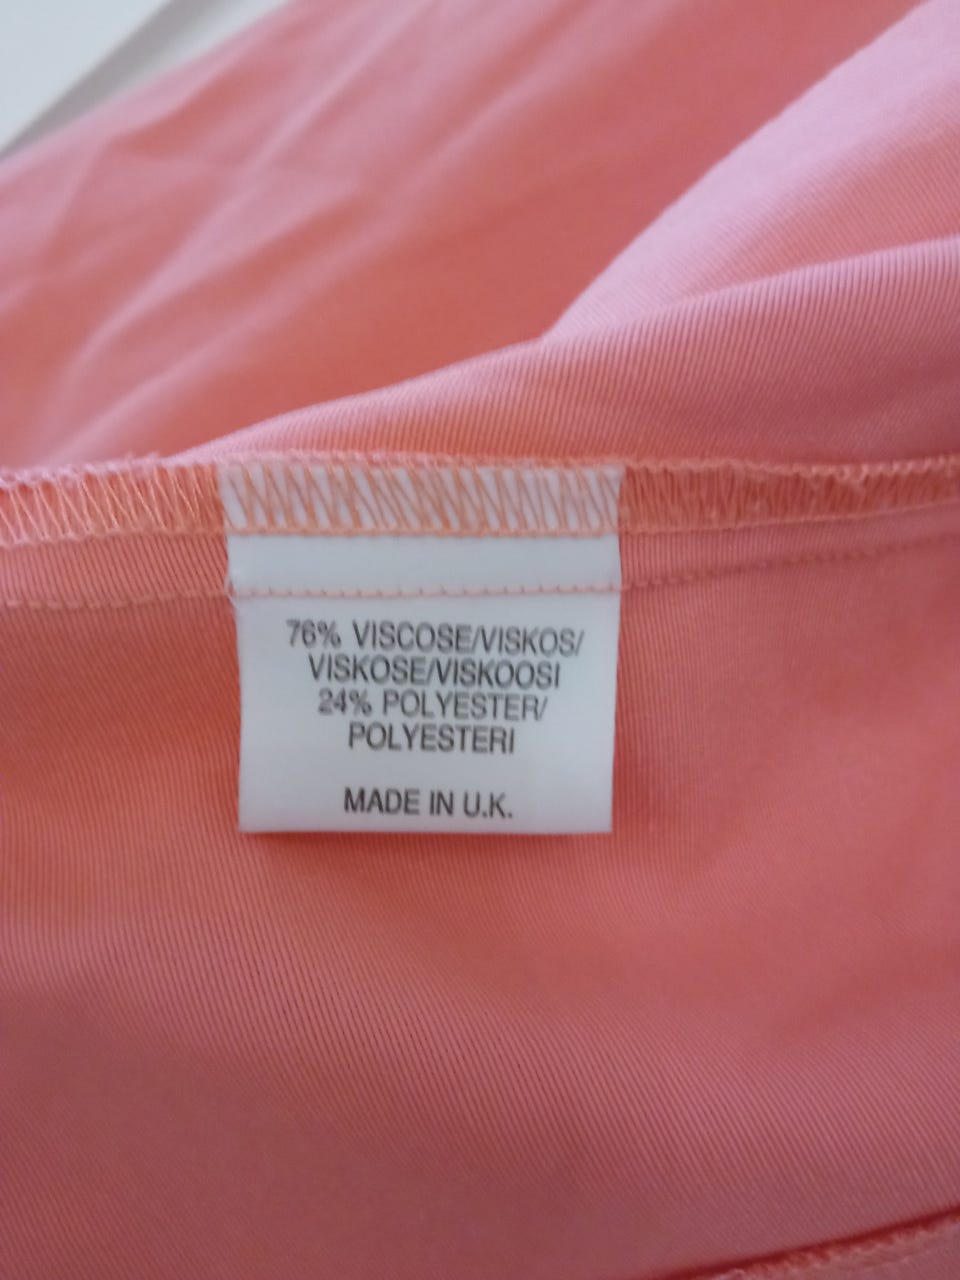 76% VISCOSE/VISKOS/
VISKOSE/VISKOOSI
24% POLYESTER/
POLYESTERI
MADE IN U.K.